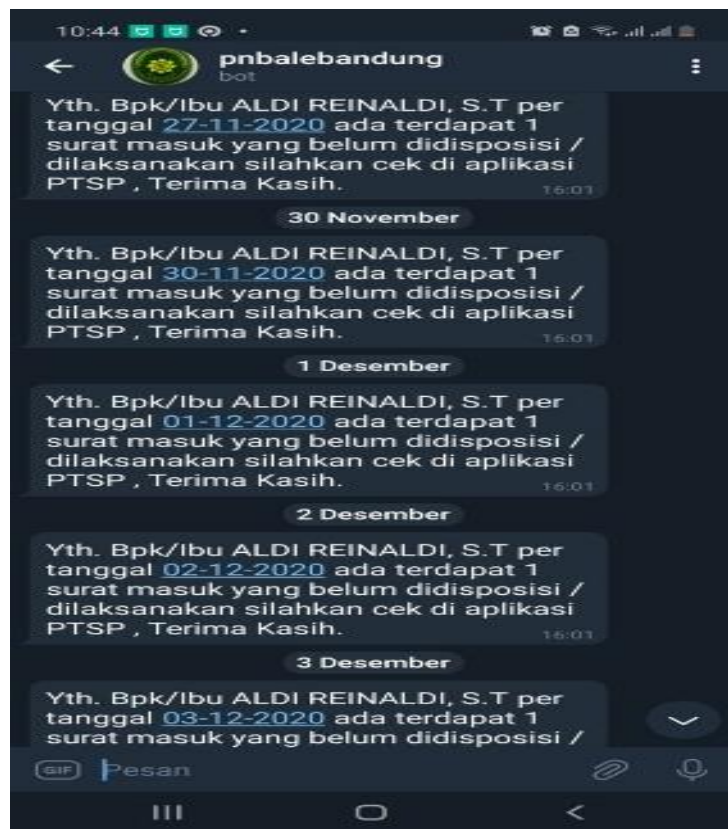 10:44
pnbalebandung
bot
Yth. Bpk/Ibu ALDI REINALDI, S.T per
tanggal 27-11-2020 ada terdapat 1
surat masuk yang belum didisposisi /
dilaksanakan silahkan cek di aplikasi
PTSP , Terima Kasih.
16:01
30 November
Yth. Bpk/Ibu ALDI REINALDI, S.T per
tanggal 30-11-2020 ada terdapat 1
surat masuk yang belum didisposisi /
dilaksanakan silahkan cek di aplikasi
PTSP , Terima Kasih.
16:01
1 Desember
Yth. Bpk/Ibu ALDI REINALDI, S.T per
tanggal 01-12-2020 ada terdapat 1
surat masuk yang belum didisposisi /
dilaksanakan silahkan cek di aplikasi
PTSP , Terima Kasih.
16:01
2 Desember
Yth. Bpk/Ibu ALDI REINALDI, S.T per
tanggal 02-12-2020 ada terdapat 1
surat masuk yang belum didisposisi /
dilaksanakan silahkan cek di aplikasi
PTSP , Terima Kasih.
16:01
3 Desember
Yth. Bpk/Ibu ALDI REINALDI, S.T per
tanggal 03-12-2020 ada terdapat 1
surat masuk yang belum didisposisi /
GIF Pesan